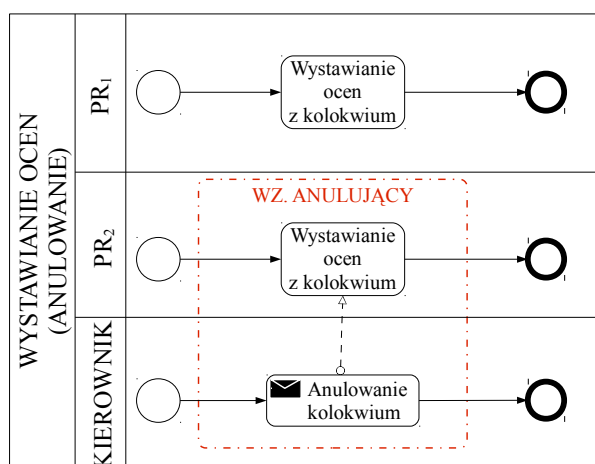 WYSTAWIANIE OCEN
(ANULOWANIE)
PR₁
Wystawianie
ocen
z kolokwium
PR₂
WZ. ANULUJĄCY
Wystawianie
ocen
z kolokwium
KIEROWNIK
Anulowanie
kolokwium